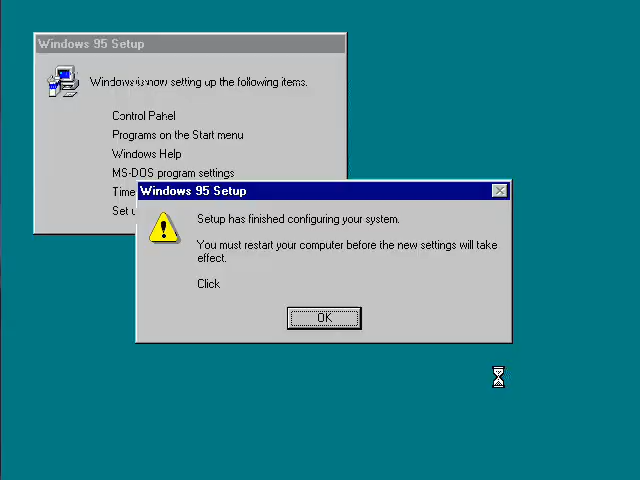 Windows 95 Setup
Windows is now setting up the following items.
Control Panel
Programs on the Start menu
Windows Help
MS-DOS program settings
Time
Set u
Windows 95 Setup
Setup has finished configuring your system.
You must restart your computer before the new settings will take
effect.
Click
OK